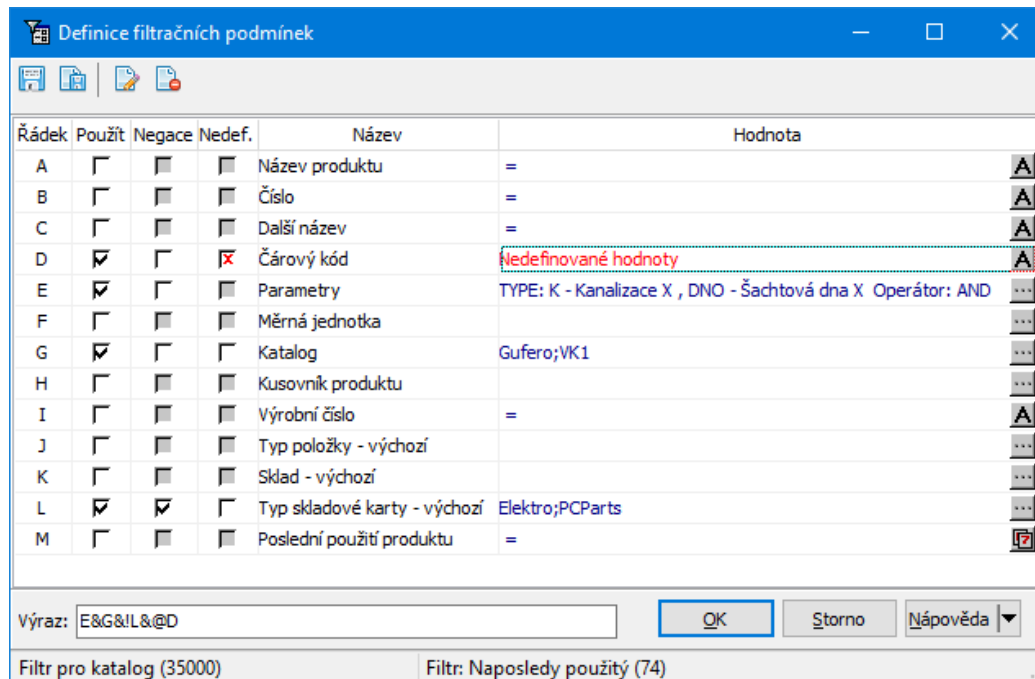 Definice filtračních podmínek
Řádek Použít Negace Nedef. Název Hodnota
A Název produktu = A
B Číslo = A
C Další název = A
D Čárový kód Nedefinované hodnoty A
E Parametry TYPE: K - Kanalizace X , DNO - Šachtová dna X Operátor: AND ...
F Měrná jednotka ...
G Katalog Gufero;VK1 ...
H Kusovník produktu ...
I Výrobní číslo = A
J Typ položky - výchozí ...
K Sklad - výchozí ...
L Typ skladové karty - výchozí Elektro;PCParts ...
M Poslední použití produktu = 7
Výraz: E&G&!L&@D OK Storno Nápověda
Filtr pro katalog (35000) Filtr: Naposledy použitý (74)